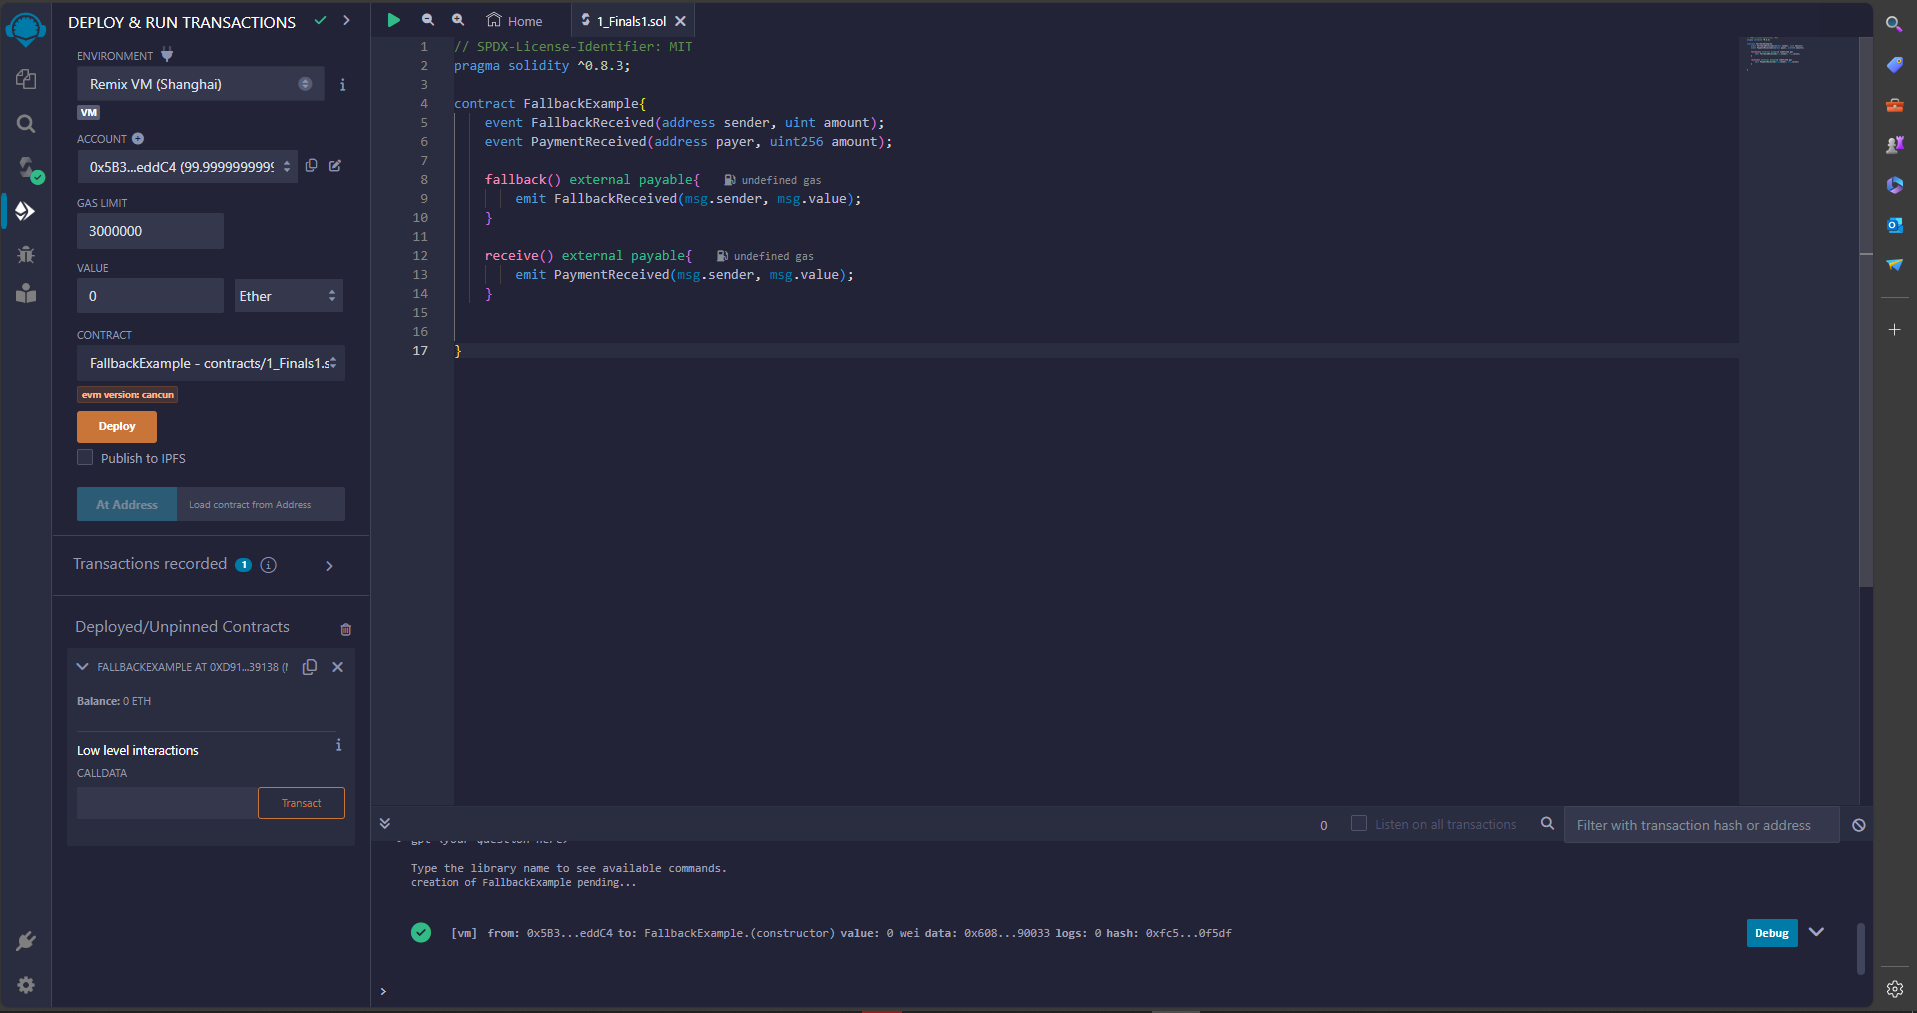 DEPLOY & RUN TRANSACTIONS
ENVIRONMENT
Remix VM (Shanghai)
VM
ACCOUNT
0x5B3...eddC4 (99.9999999999
GAS LIMIT
3000000
VALUE
0
Ether
CONTRACT
FallbackExample - contracts/1_Finals1.s
evm version: cancun
Deploy
Publish to IPFS
At Address
Load contract from Address
Transactions recorded 1
Deployed/Unpinned Contracts
FALLBACKEXAMPLE AT 0XD91...39138 (
Balance: 0 ETH
Low level interactions
CALLDATA
Transact
Home
1_Finals1.sol
1 // SPDX-License-Identifier: MIT
2 pragma solidity ^0.8.3;
3
4 contract FallbackExample{
5 event FallbackReceived(address sender, uint amount);
6 event PaymentReceived(address payer, uint256 amount);
7
8 fallback() external payable{ undefined gas
9 emit FallbackReceived(msg.sender, msg.value);
10 }
11
12 receive() external payable{ undefined gas
13 emit PaymentReceived(msg.sender, msg.value);
14 }
15
16
17 }
0
Listen on all transactions
Filter with transaction hash or address
Type the library name to see available commands.
creation of FallbackExample pending...
[vm] from: 0x5B3...eddC4 to: FallbackExample.(constructor) value: 0 wei data: 0x608...90033 logs: 0 hash: 0xfc5...0f5df
Debug
>